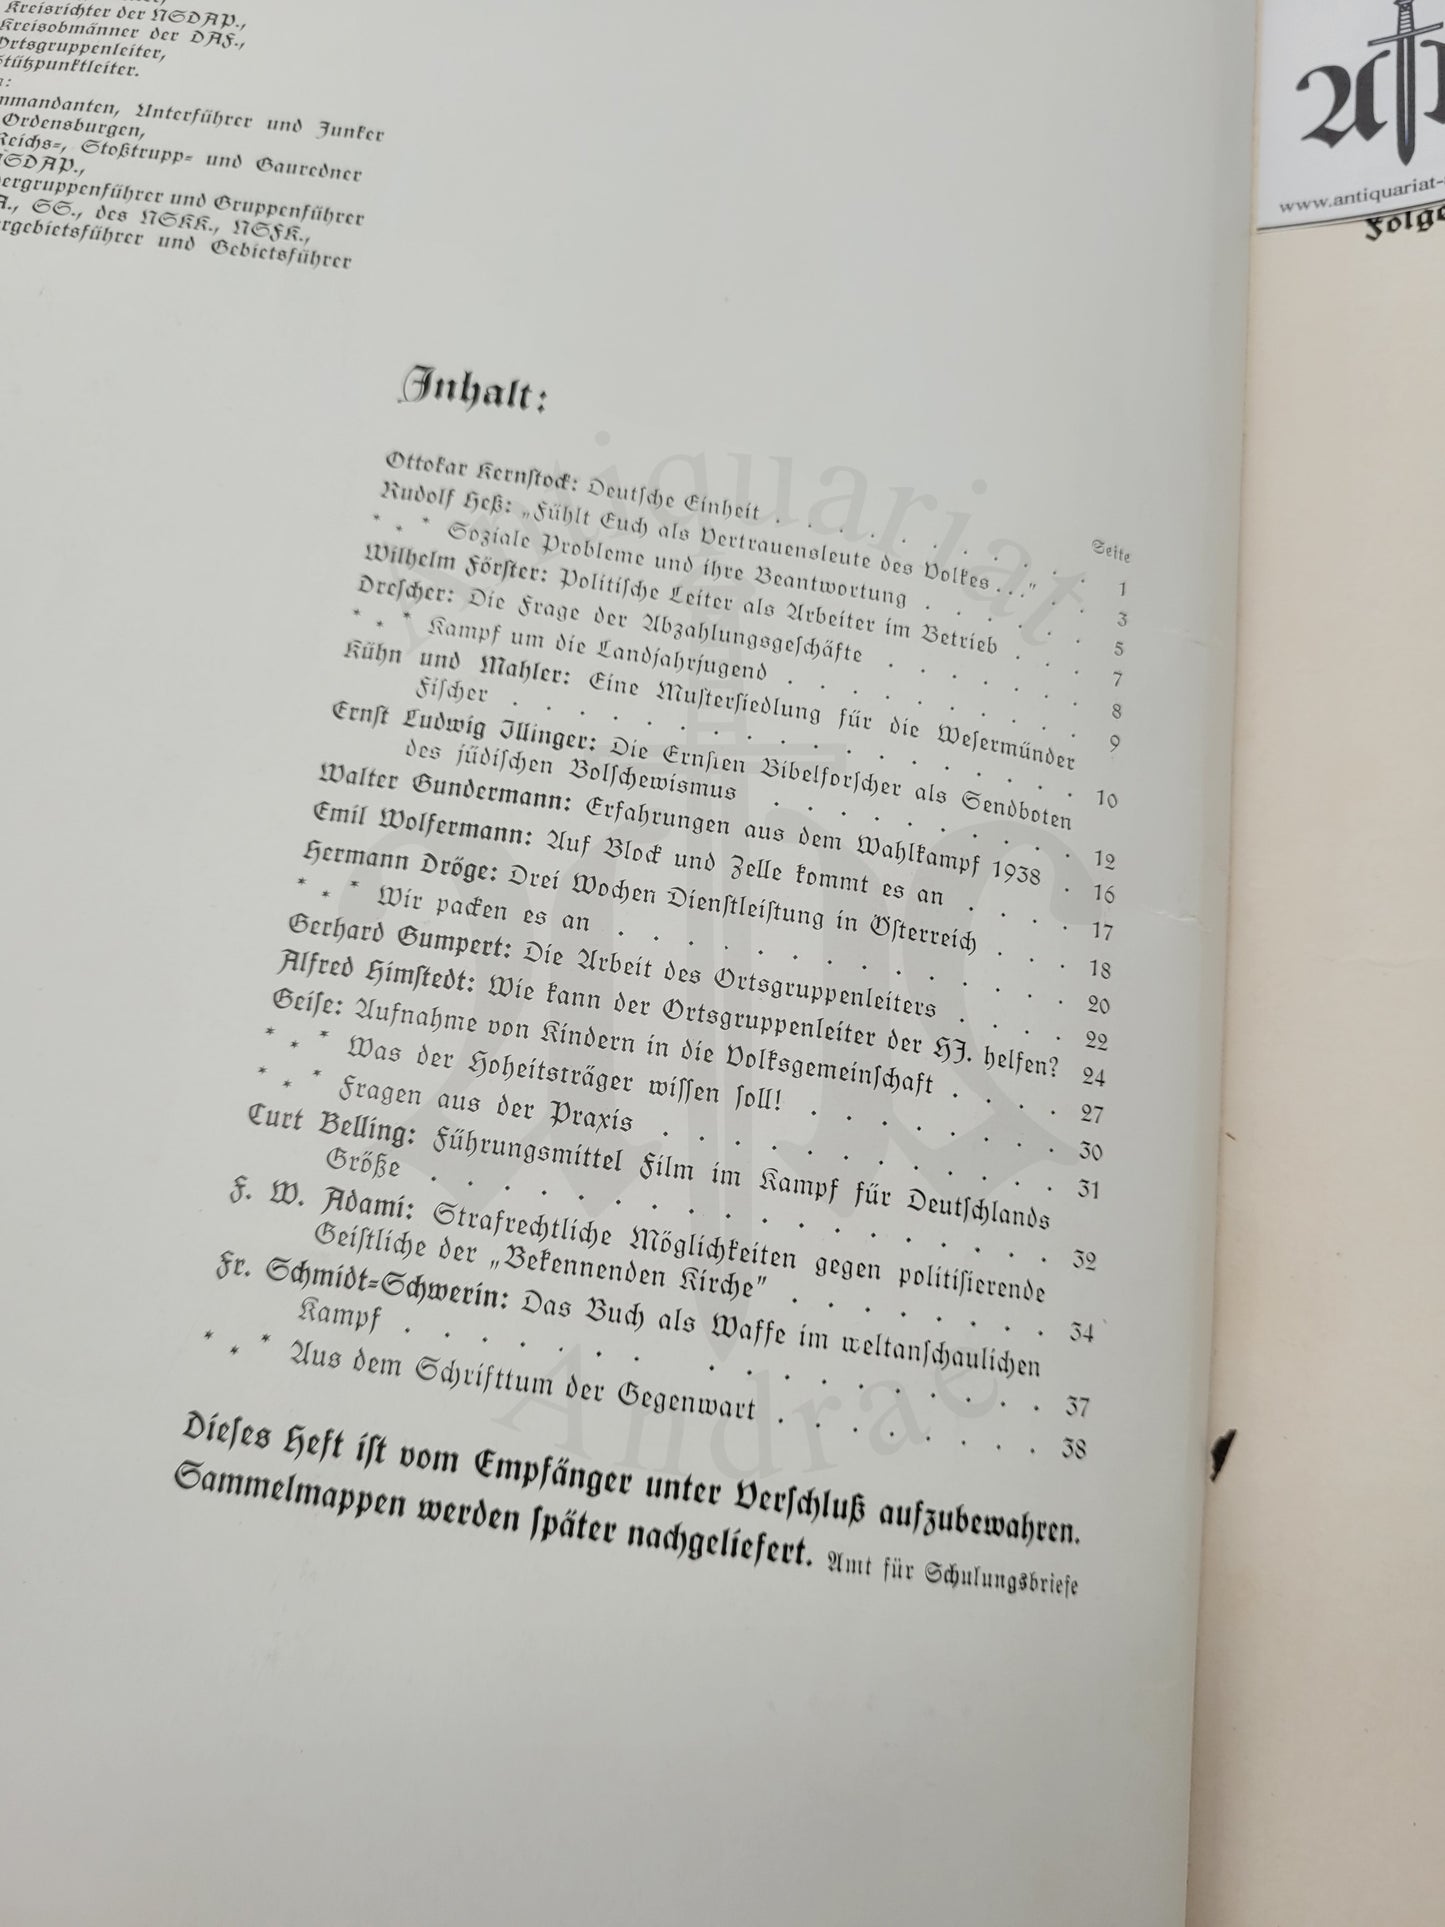 Kreisrichter der NSDAP.,
Kreisobmänner der DAF.,
Ortsgruppenleiter,
Stützpunktleiter.
Unterführer und Junker
Ordensburgen,
Reichs-, Stoßtrupp- und Gauredner
NSDAP.,
und Gruppenführer
SS., des NSKK., NSFK.,
und Gebietsführer
www.antiquariat-
Folge
Inhalt:
Seite
Ottokar Kernstock: Deutsche Einheit . . . . . . . . . . 1
Rudolf Heß: „Fühlt Euch als Vertrauensleute des Volkes . . .“ . . 3
* * * Soziale Probleme und ihre Beantwortung . . . . . . 5
Wilhelm Förster: Politische Leiter als Arbeiter im Betrieb . . . 7
Drescher: Die Frage der Abzahlungsgeschäfte . . . . . . 8
* * * Kampf um die Landjahrjugend . . . . . . . . . 9
Kühn und Mahler: Eine Mustersiedlung für die Wesermünder
Fischer . . . . . . . . . . . . . . . . 10
Ernst Ludwig Illinger: Die Ernsten Bibelforscher als Sendboten
des jüdischen Bolschewismus . . . . . . . . . 12
Walter Gundermann: Erfahrungen aus dem Wahlkampf 1938 . 16
Emil Wolfermann: Auf Block und Zelle kommt es an . . . . 17
Hermann Dröge: Drei Wochen Dienstleistung in Österreich . . . 18
* * * Wir packen es an . . . . . . . . . . . . . 20
Gerhard Gumpert: Die Arbeit des Ortsgruppenleiters . . . . 22
Alfred Himstedt: Wie kann der Ortsgruppenleiter der HJ. helfen? 24
Geise: Aufnahme von Kindern in die Volksgemeinschaft . . . . 27
* * * Was der Hoheitsträger wissen soll! . . . . . . . 30
* * * Fragen aus der Praxis . . . . . . . . . . . 31
Curt Belling: Führungsmittel Film im Kampf für Deutschlands
Größe . . . . . . . . . . . . . . . . . 32
F. W. Adami: Strafrechtliche Möglichkeiten gegen politisierende
Geistliche der „Bekennenden Kirche“ . . . . . . . 34
Fr. Schmidt-Schwerin: Das Buch als Waffe im weltanschaulichen
Kampf . . . . . . . . . . . . . . . . 37
* * * Aus dem Schrifttum der Gegenwart . . . . . . . 38
Dieses Heft ist vom Empfänger unter Verschluß aufzubewahren.
Sammelmappen werden später nachgeliefert. Amt für Schulungsbriefe
Antiquariat
Andrae